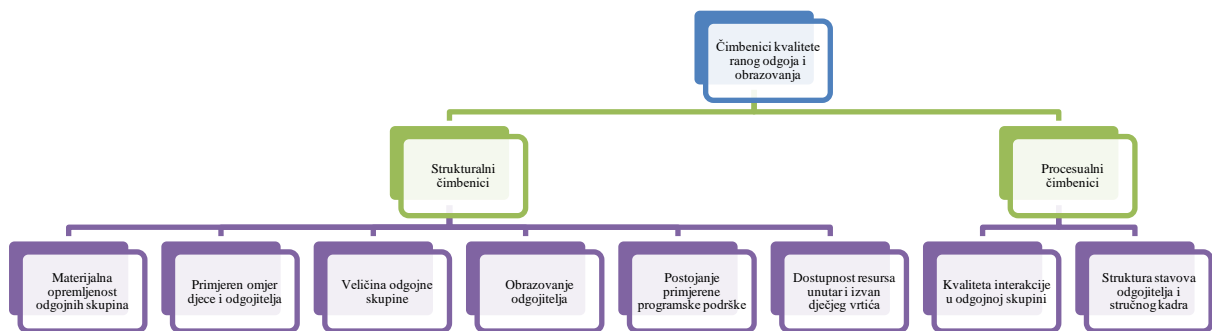 Čimbenici kvalitete
ranog odgoja i
obrazovanja
Strukturalni
čimbenici
Procesualni
čimbenici
Materijalna
opremljenost
odgojnih skupina
Primjeren omjer
djece i odgojitelja
Veličina odgojne
skupine
Obrazovanje
odgojitelja
Postojanje
primjerene
programske podrške
Dostupnost resursa
unutar i izvan
dječjeg vrtića
Kvaliteta interakcije
u odgojnoj skupini
Struktura stavova
odgojitelja i
stručnog kadra